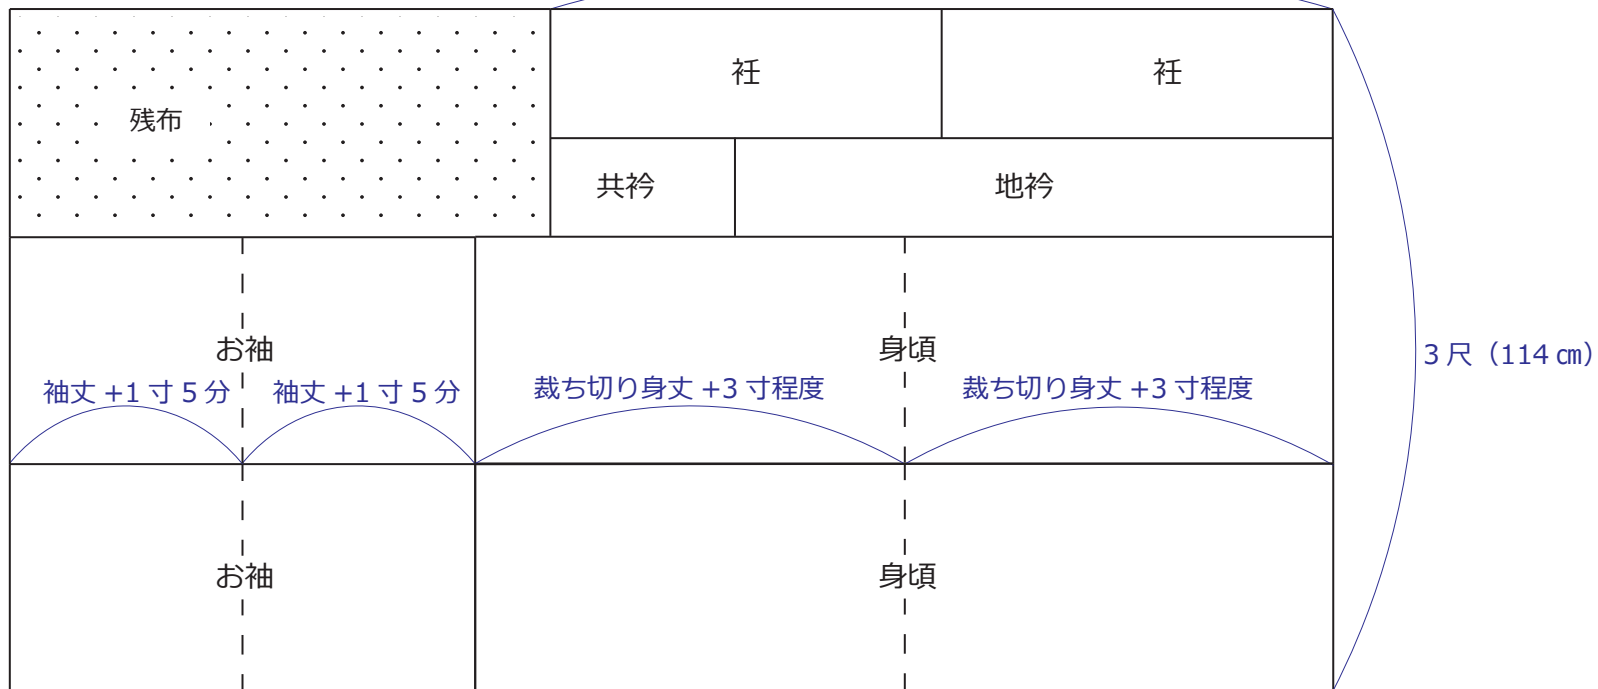 衽 衽
残布
共衿 地衿
お袖 身頃
3 尺（114 ㎝）
袖丈 +1 寸 5 分 袖丈 +1 寸 5 分 裁ち切り身丈 +3 寸程度 裁ち切り身丈 +3 寸程度
お袖 身頃